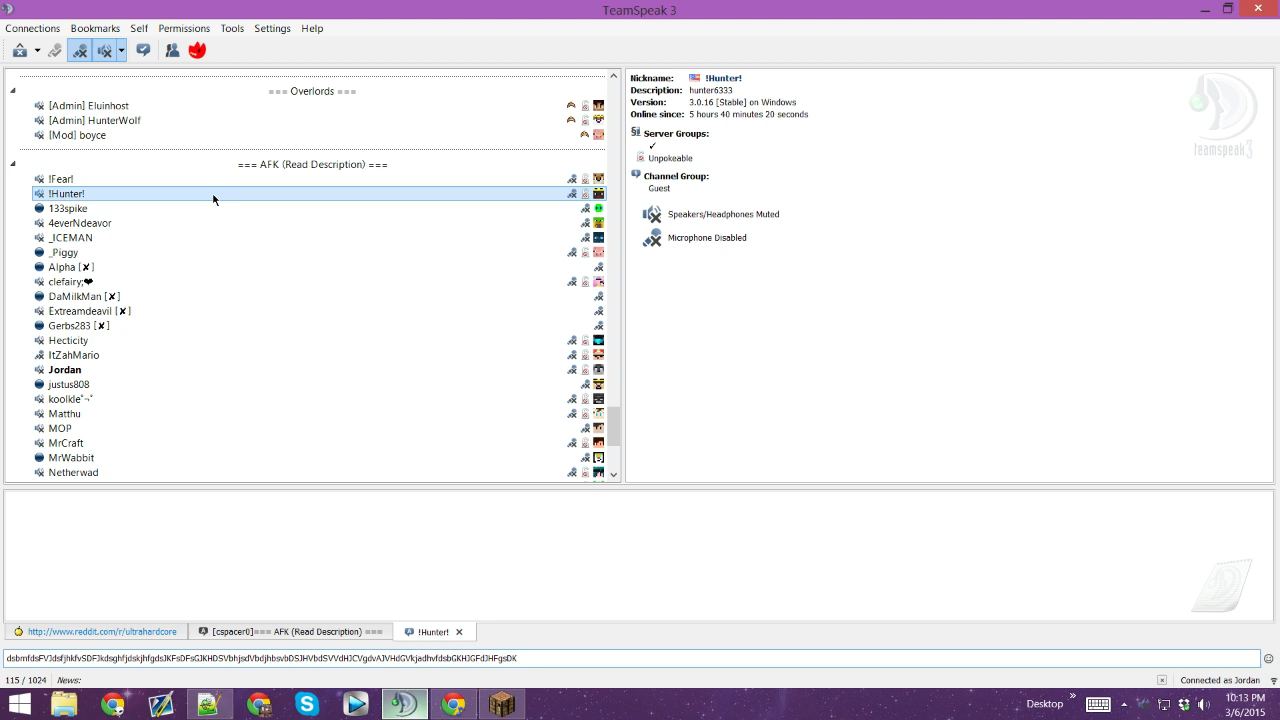 TeamSpeak 3
Connections Bookmarks Self Permissions Tools Settings Help
=== Overlords ===
[Admin] Eluinhost
[Admin] HunterWolf
[Mod] boyce
=== AFK (Read Description) ===
!Fear!
!Hunter!
133spike
4everNdeavor
_ICEMAN
_Piggy
Alpha [✘]
clefairy;❤
DaMilkMan [✘]
Extreamdeavil [✘]
Gerbs283 [✘]
Hecticity
ItZahMario
Jordan
justus808
koolkle˚¬˚
Matthu
MOP
MrCraft
MrWabbit
Netherwad
Nickname: !Hunter!
Description: hunter6333
Version: 3.0.16 [Stable] on Windows
Online since: 5 hours 40 minutes 20 seconds
Server Groups:
✓
Unpokeable
Channel Group:
Guest
Speakers/Headphones Muted
Microphone Disabled
teamspeak3
http://www.reddit.com/r/ultrahardcore [cspacer0]=== AFK (Read Description) === !Hunter!
115 / 1024 News: Connected as Jordan
Desktop » 10:13 PM
3/6/2015